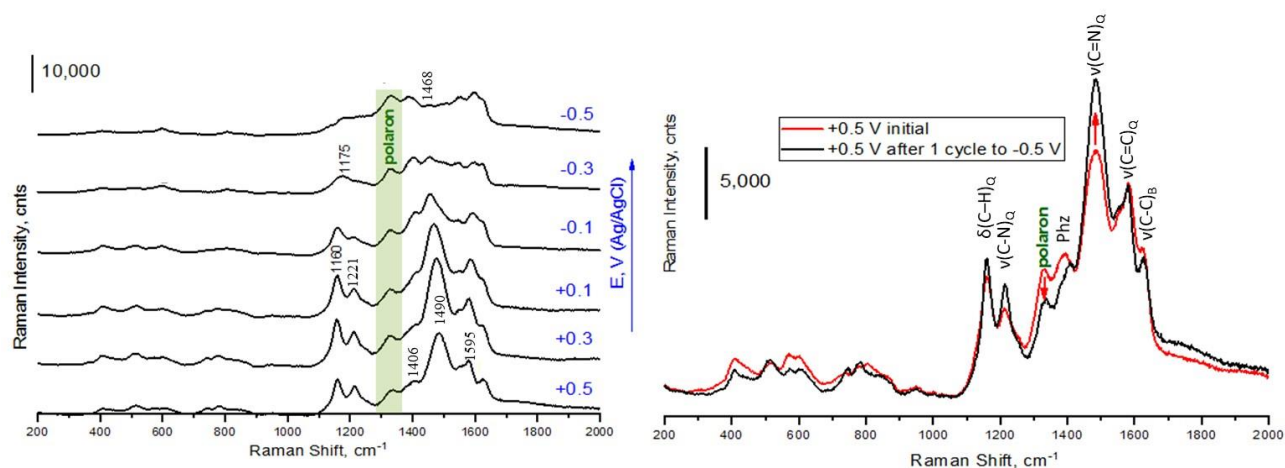 10,000
1468
-0.5
polaron
1175
-0.3
-0.1
1160
1221
+0.1
1490
+0.3
1406
1595
+0.5
E, V (Ag/AgCl)
Raman Intensity, cnts
200 400 600 800 1000 1200 1400 1600 1800 2000
Raman Shift, cm-1
+0.5 V initial
+0.5 V after 1 cycle to -0.5 V
5,000
δ(C–H)Q
ν(C-N)Q
polaron
Phz
ν(C=N)Q
ν(C=C)Q
ν(C-C)B
Raman Intensity, cnts
200 400 600 800 1000 1200 1400 1600 1800 2000
Raman Shift, cm-1